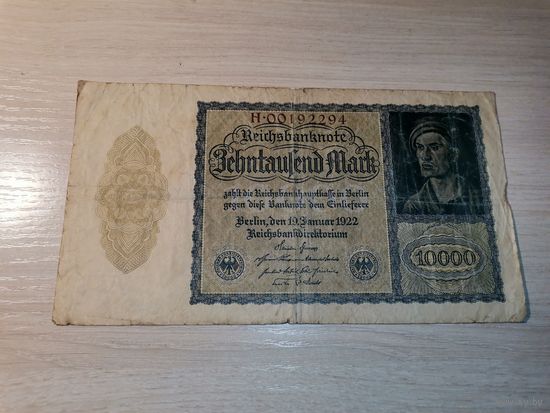 H·00192294
Reichsbanknote
Zehntausend Mark
zahlt die Reichsbankhauptkasse in Berlin
gegen diese Banknote dem Einlieferer
Berlin, den 19. Januar 1922
Reichsbankdirektorium
10000